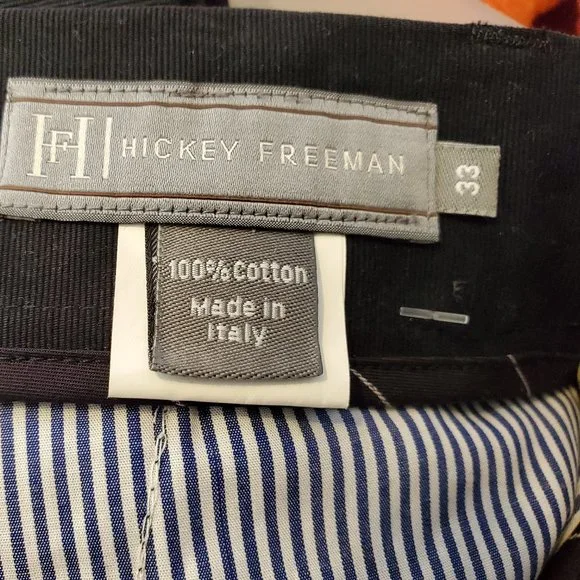 HF HICKEY FREEMAN
33
100% Cotton
Made in
Italy